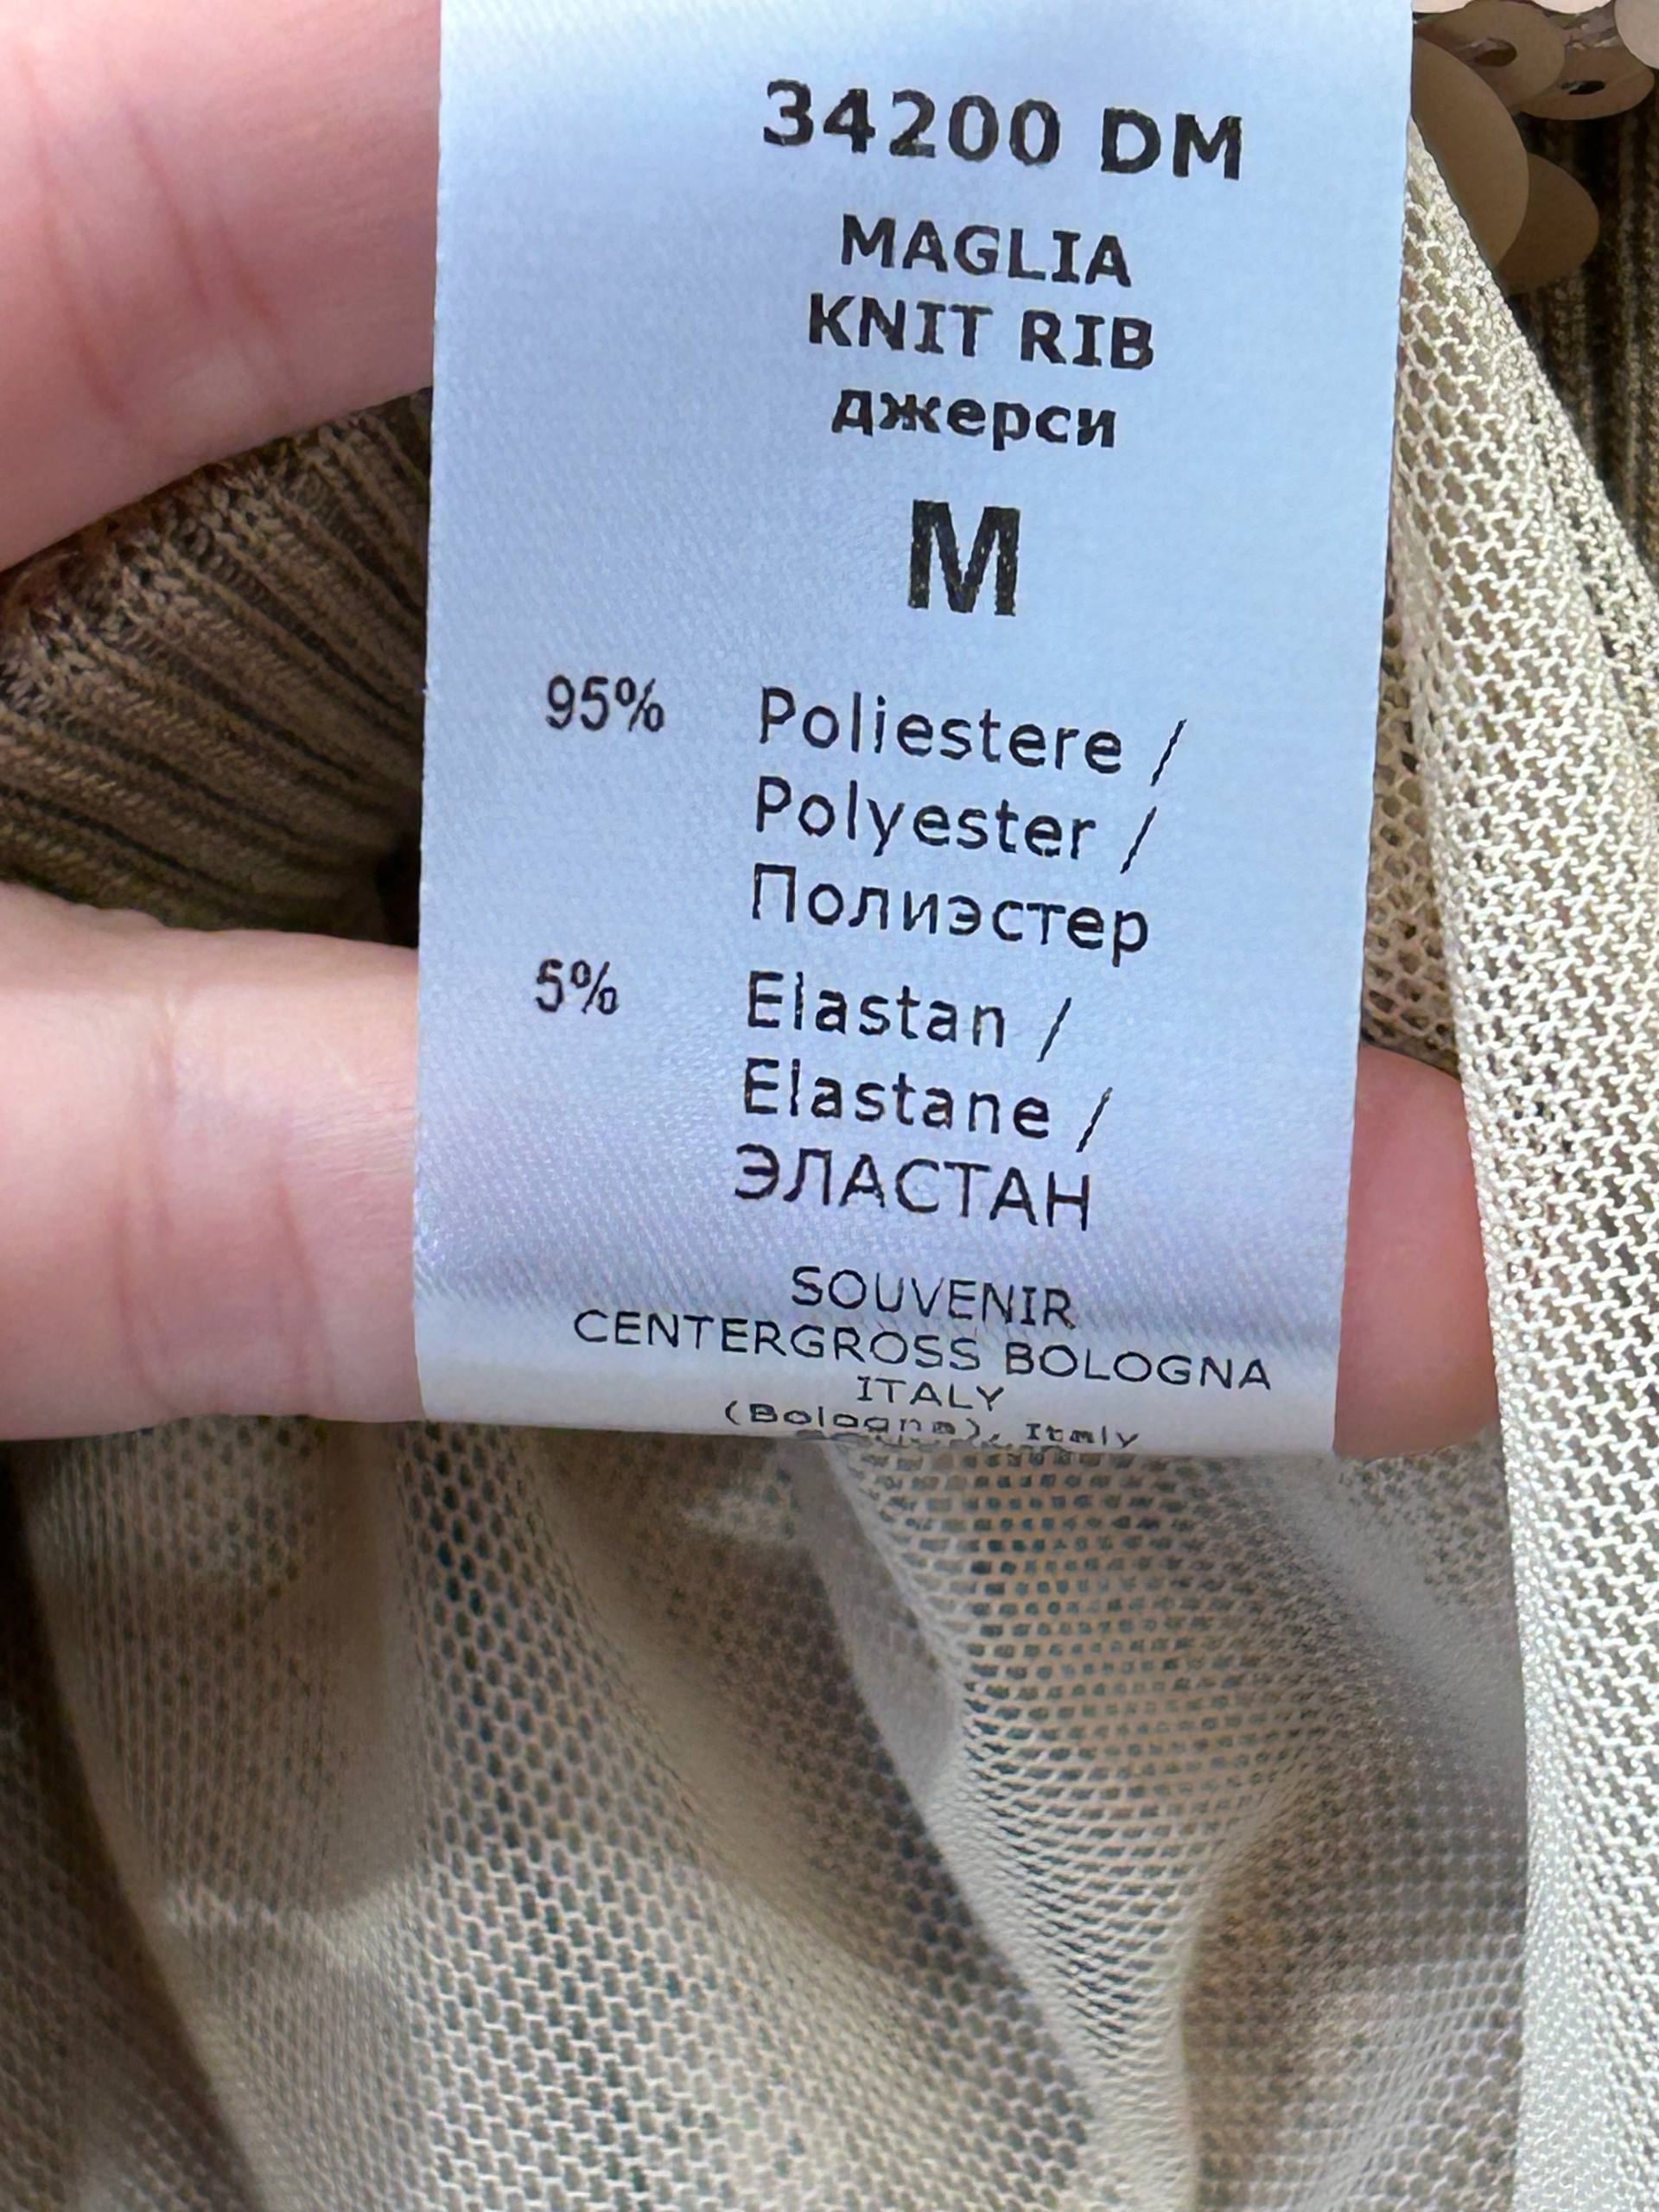 34200 DM
MAGLIA
KNIT RIB
джерси
M
95% Poliestere /
Polyester /
Полиэстер
5% Elastan /
Elastane /
ЭЛАСТАН
SOUVENIR
CENTERGROSS BOLOGNA
ITALY
(Bologna), Italy